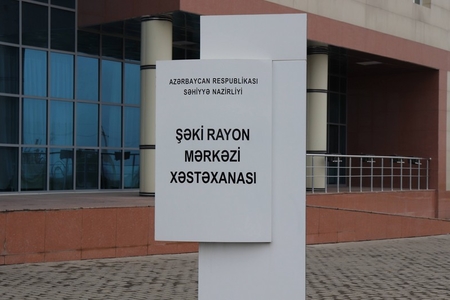 AZƏRBAYCAN RESPUBLİKASI
SƏHİYYƏ NAZİRLİYİ
ŞƏKİ RAYON
MƏRKƏZİ
XƏSTƏXANASI